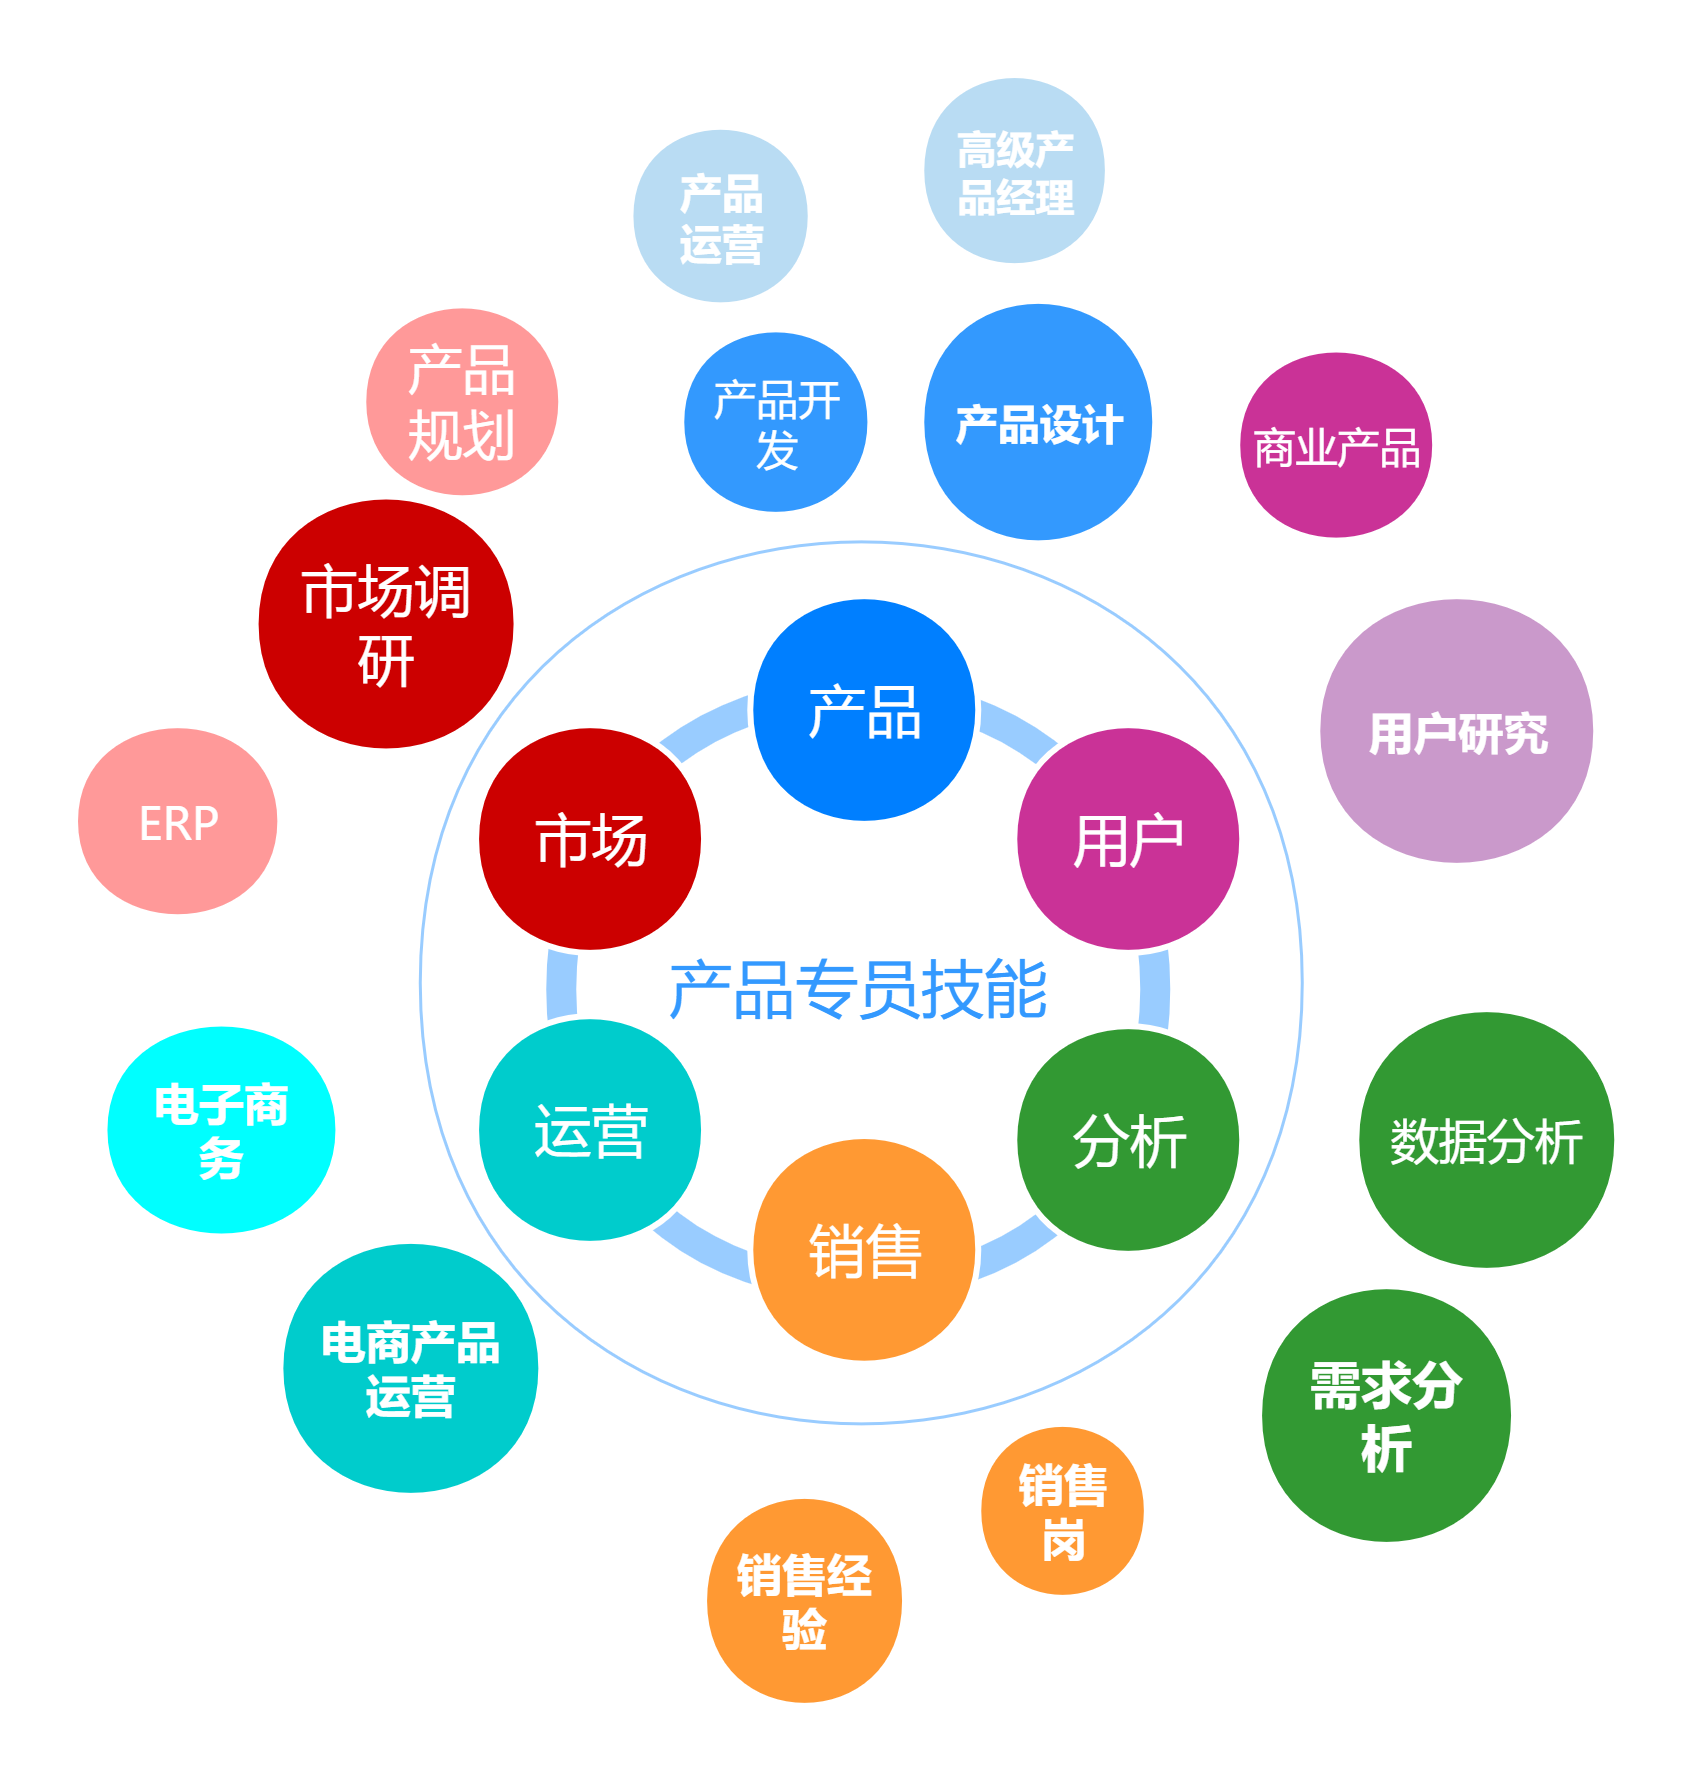 高级产
品经理
产品
运营
产品
规划
产品开
发
产品设计
商业产品
市场调
研
产品
用户研究
ERP
市场
用户
产品专员技能
电子商
务
运营
分析
数据分析
销售
电商产品
运营
需求分
析
销售
岗
销售经
验